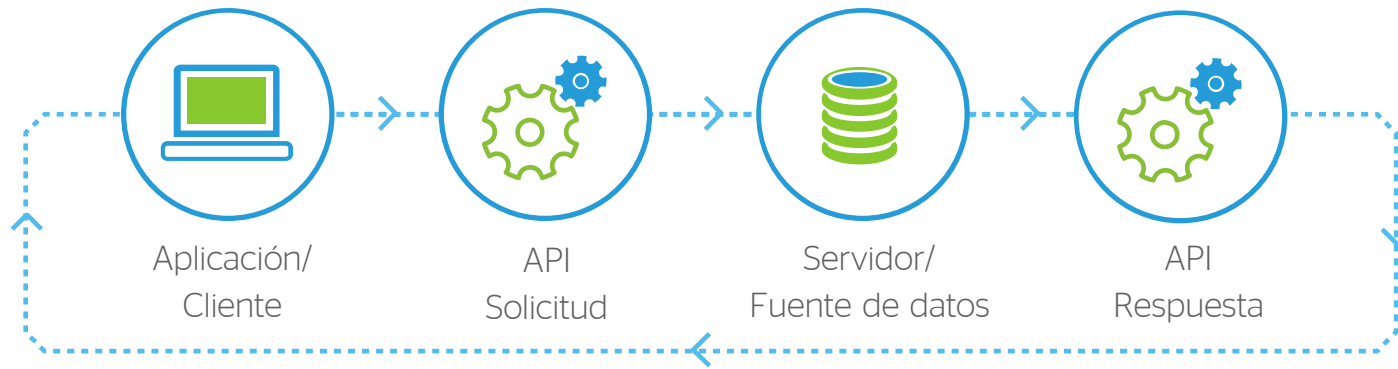 Aplicación/
Cliente
API
Solicitud
Servidor/
Fuente de datos
API
Respuesta